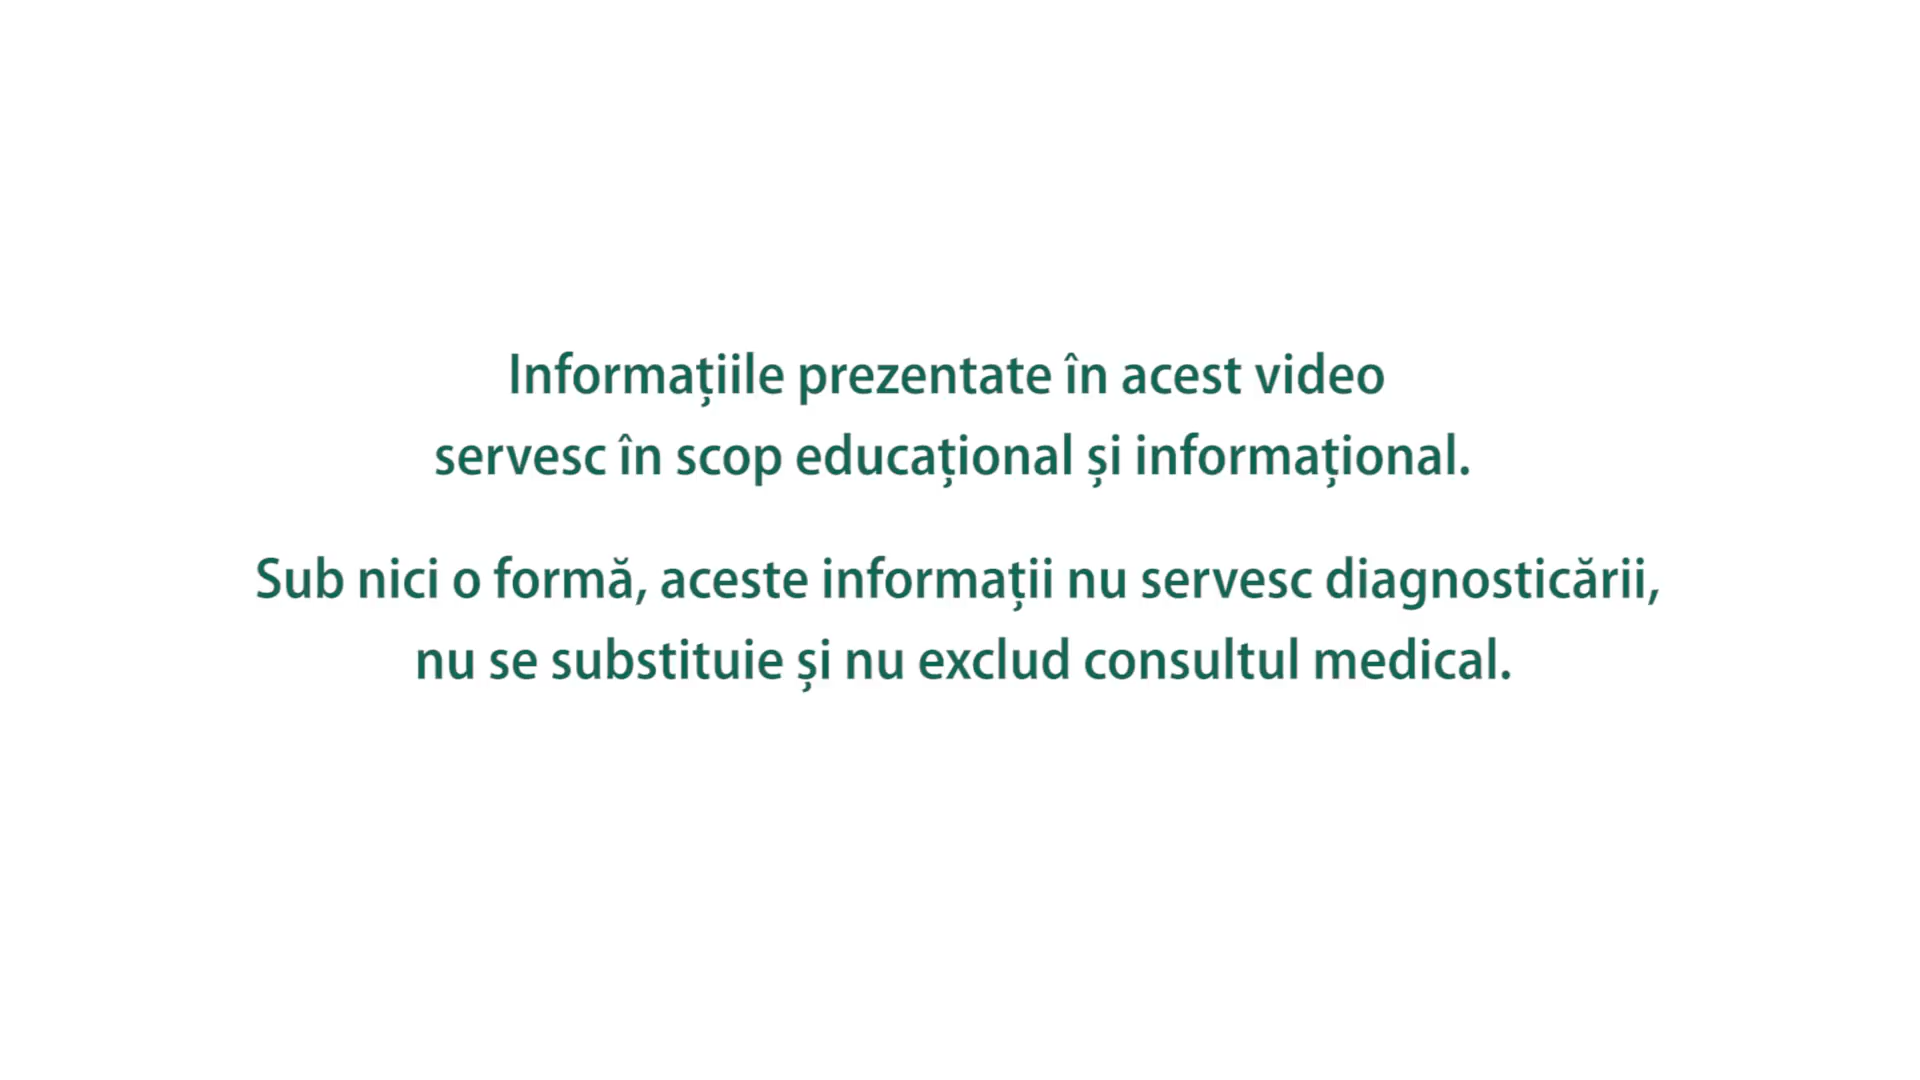 Informațiile prezentate în acest video
servesc în scop educațional și informațional.
Sub nici o formă, aceste informații nu servesc diagnosticării,
nu se substituie și nu exclud consultul medical.